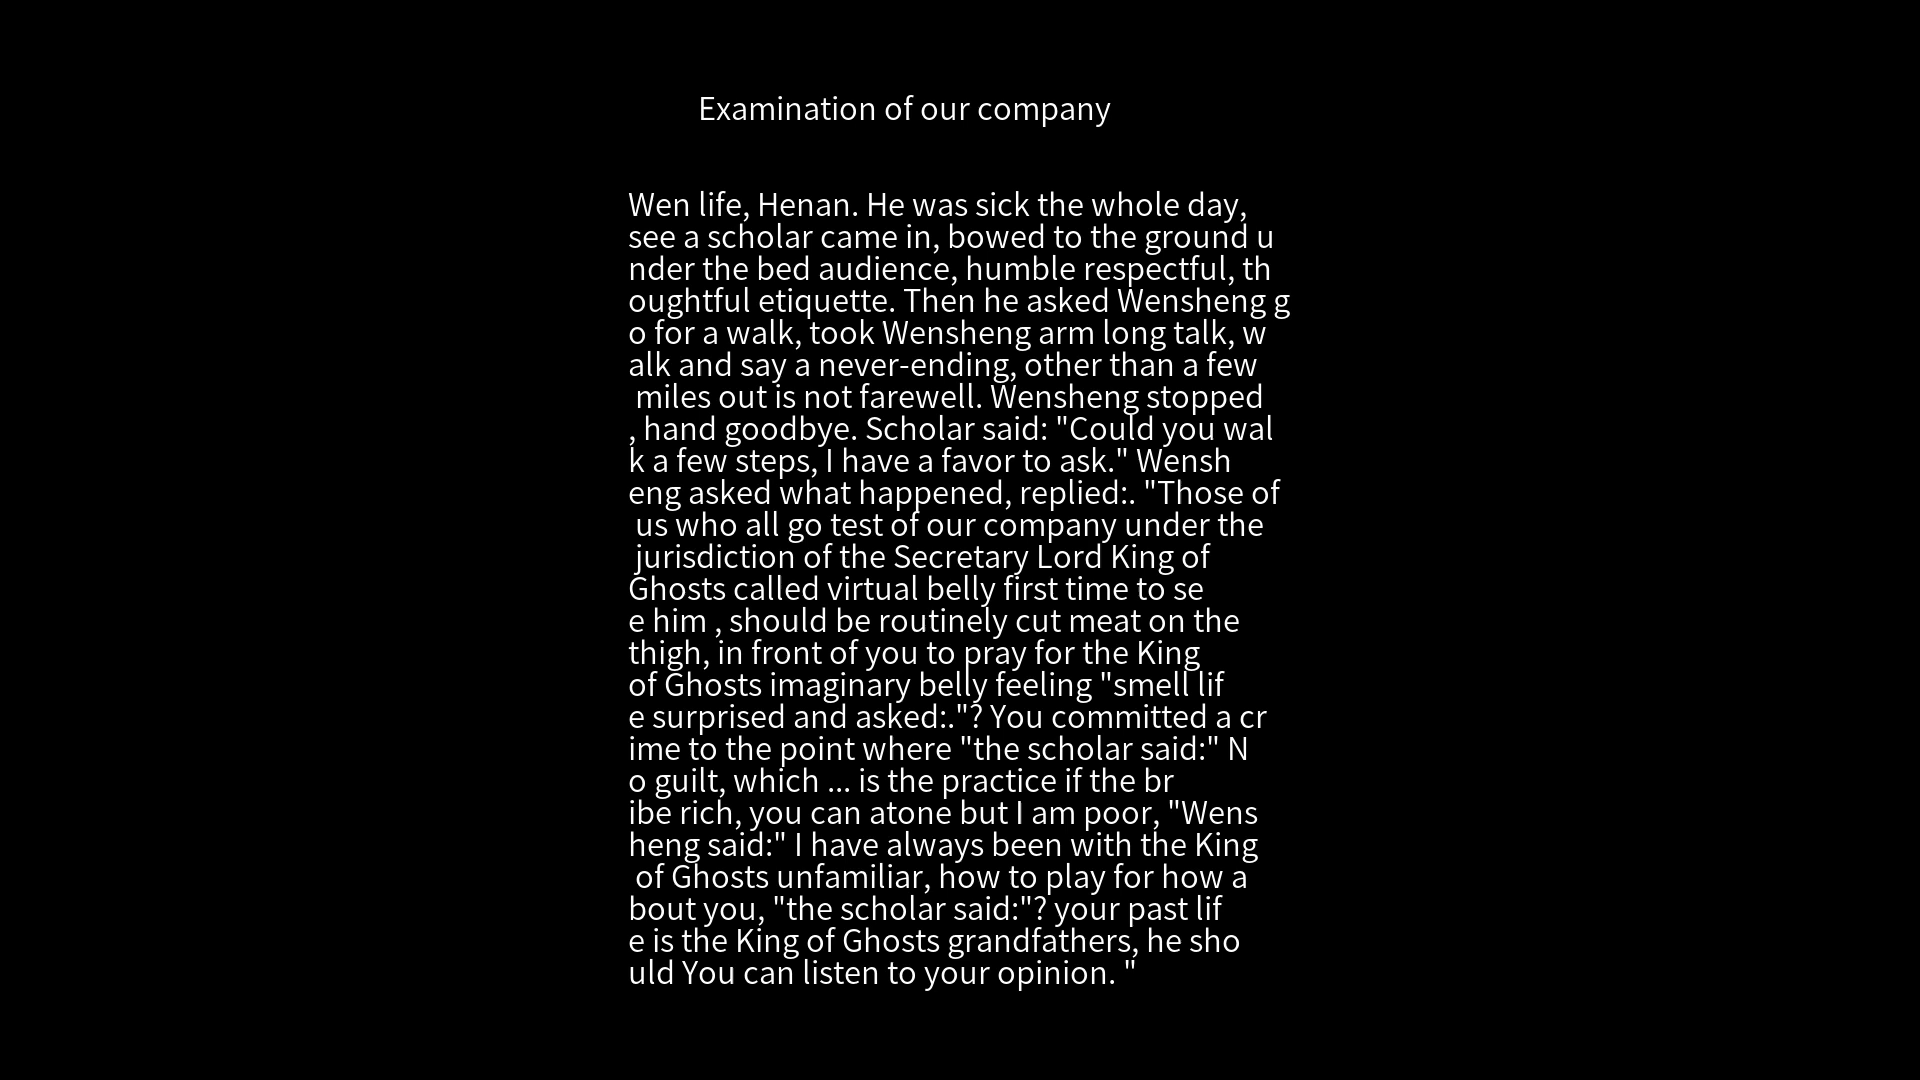 Examination of our company
Wen life, Henan. He was sick the whole day,
see a scholar came in, bowed to the ground u
nder the bed audience, humble respectful, th
oughtful etiquette. Then he asked Wensheng g
o for a walk, took Wensheng arm long talk, w
alk and say a never-ending, other than a few
 miles out is not farewell. Wensheng stopped
, hand goodbye. Scholar said: "Could you wal
k a few steps, I have a favor to ask." Wensh
eng asked what happened, replied:. "Those of
 us who all go test of our company under the
 jurisdiction of the Secretary Lord King of
Ghosts called virtual belly first time to se
e him , should be routinely cut meat on the
thigh, in front of you to pray for the King
of Ghosts imaginary belly feeling "smell lif
e surprised and asked:."? You committed a cr
ime to the point where "the scholar said:" N
o guilt, which ... is the practice if the br
ibe rich, you can atone but I am poor, "Wens
heng said:" I have always been with the King
 of Ghosts unfamiliar, how to play for how a
bout you, "the scholar said:"? your past lif
e is the King of Ghosts grandfathers, he sho
uld You can listen to your opinion. "